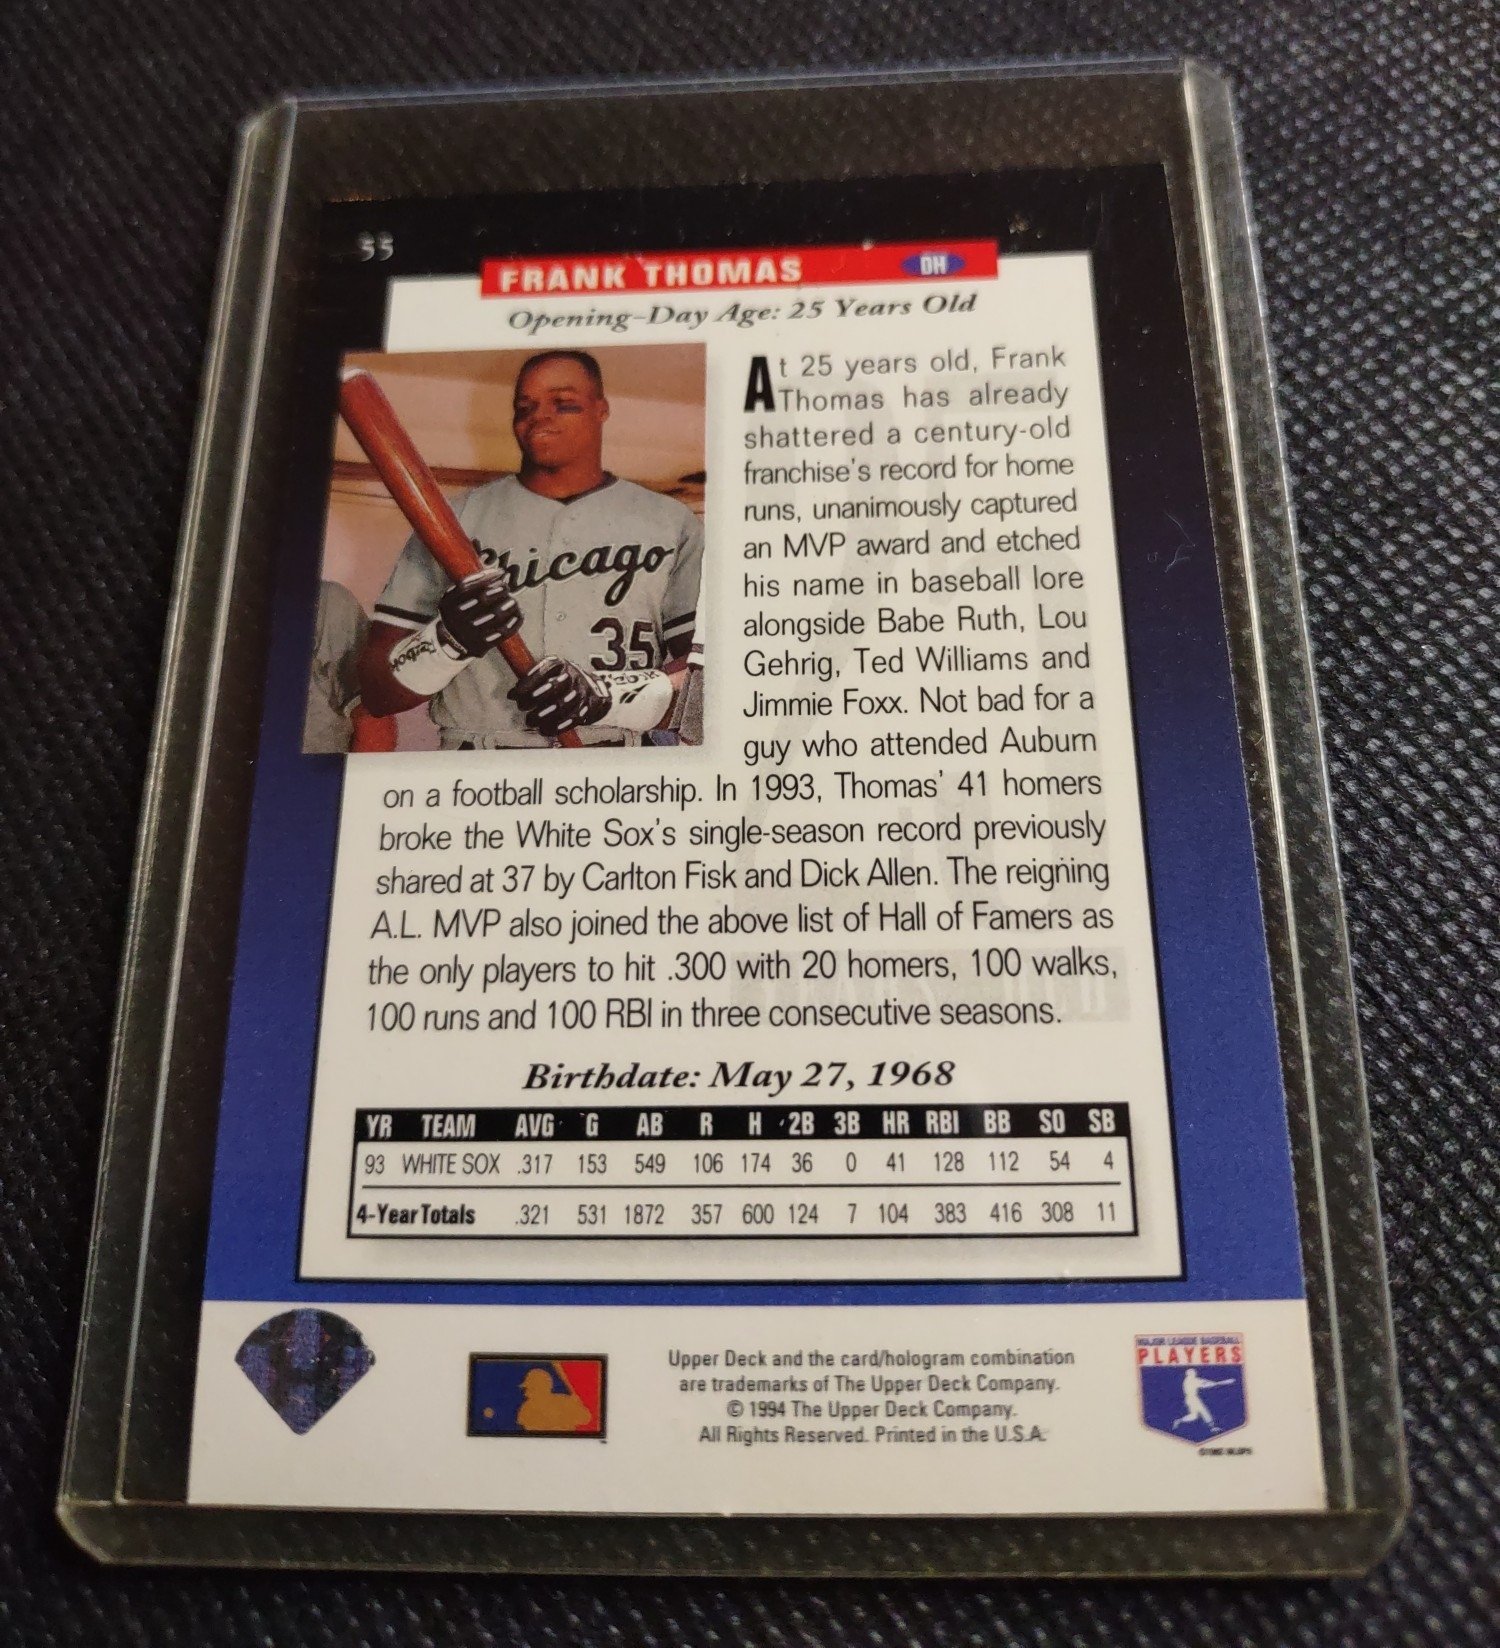 55
FRANK THOMAS DH
Opening-Day Age: 25 Years Old
Chicago
35
At 25 years old, Frank
Thomas has already
shattered a century-old
franchise's record for home
runs, unanimously captured
an MVP award and etched
his name in baseball lore
alongside Babe Ruth, Lou
Gehrig, Ted Williams and
Jimmie Foxx. Not bad for a
guy who attended Auburn
on a football scholarship. In 1993, Thomas' 41 homers
broke the White Sox's single-season record previously
shared at 37 by Carlton Fisk and Dick Allen. The reigning
A.L. MVP also joined the above list of Hall of Famers as
the only players to hit .300 with 20 homers, 100 walks,
100 runs and 100 RBI in three consecutive seasons.
Birthdate: May 27, 1968
YR TEAM AVG G AB R H 2B 3B HR RBI BB SO SB
93 WHITE SOX .317 153 549 106 174 36 0 41 128 112 54 4
4-Year Totals .321 531 1872 357 600 124 7 104 383 416 308 11
Upper Deck and the card/hologram combination
are trademarks of The Upper Deck Company.
© 1994 The Upper Deck Company.
All Rights Reserved. Printed in the U.S.A.
MAJOR LEAGUE BASEBALL
PLAYERS